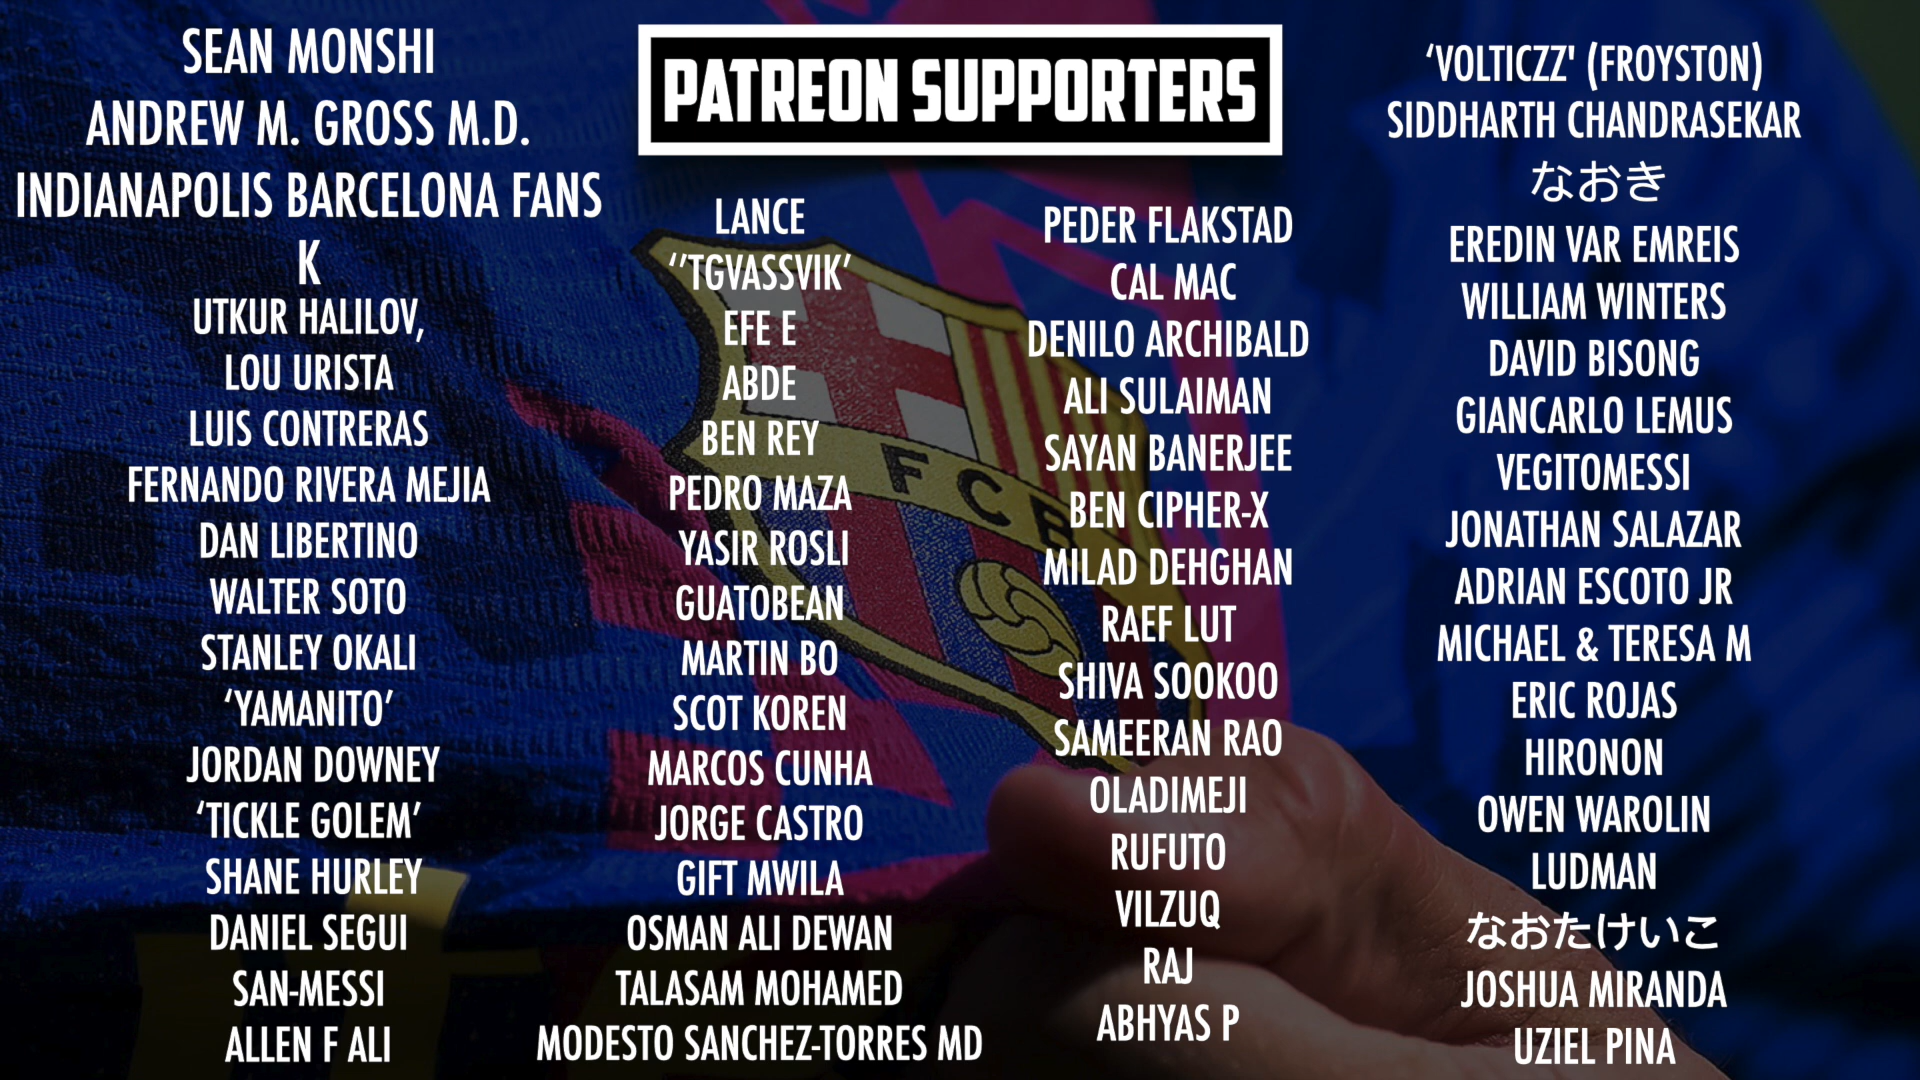 SEAN MONSHI
ANDREW M. GROSS M.D.
INDIANAPOLIS BARCELONA FANS
K
UTKUR HALILOV,
LOU URISTA
LUIS CONTRERAS
FERNANDO RIVERA MEJIA
DAN LIBERTINO
WALTER SOTO
STANLEY OKALI
‘YAMANITO’
JORDAN DOWNEY
‘TICKLE GOLEM’
SHANE HURLEY
DANIEL SEGUI
SAN-MESSI
ALLEN F ALI
PATREON SUPPORTERS
LANCE
‘’TGVASSVIK’
EFE E
ABDE
BEN REY
PEDRO MAZA
YASIR ROSLI
GUATOBEAN
MARTIN BO
SCOT KOREN
MARCOS CUNHA
JORGE CASTRO
GIFT MWILA
OSMAN ALI DEWAN
TALASAM MOHAMED
MODESTO SANCHEZ-TORRES MD
PEDER FLAKSTAD
CAL MAC
DENILO ARCHIBALD
ALI SULAIMAN
SAYAN BANERJEE
BEN CIPHER-X
MILAD DEHGHAN
RAEF LUT
SHIVA SOOKOO
SAMEERAN RAO
OLADIMEJI
RUFUTO
VILZUQ
RAJ
ABHYAS P
‘VOLTICZZ' (FROYSTON)
SIDDHARTH CHANDRASEKAR
なおき
EREDIN VAR EMREIS
WILLIAM WINTERS
DAVID BISONG
GIANCARLO LEMUS
VEGITOMESSI
JONATHAN SALAZAR
ADRIAN ESCOTO JR
MICHAEL & TERESA M
ERIC ROJAS
HIRONON
OWEN WAROLIN
LUDMAN
なおたけいこ
JOSHUA MIRANDA
UZIEL PINA
FCB